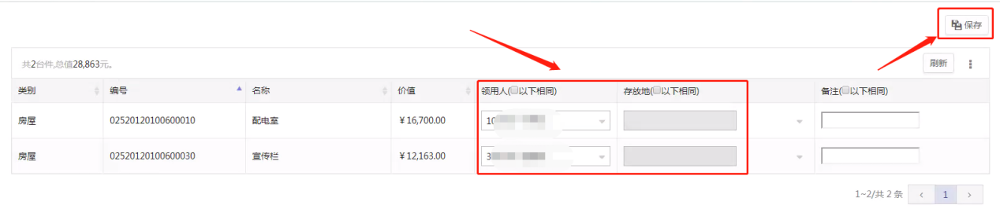 保存
共2台件,总值28,863元。 刷新
类别 编号 名称 价值 领用人(以下相同) 存放地(以下相同) 备注(以下相同)
房屋 02520120100600010 配电室 ￥16,700.00 10
房屋 02520120100600030 宣传栏 ￥12,163.00 3
1~2/共 2 条 < 1 >